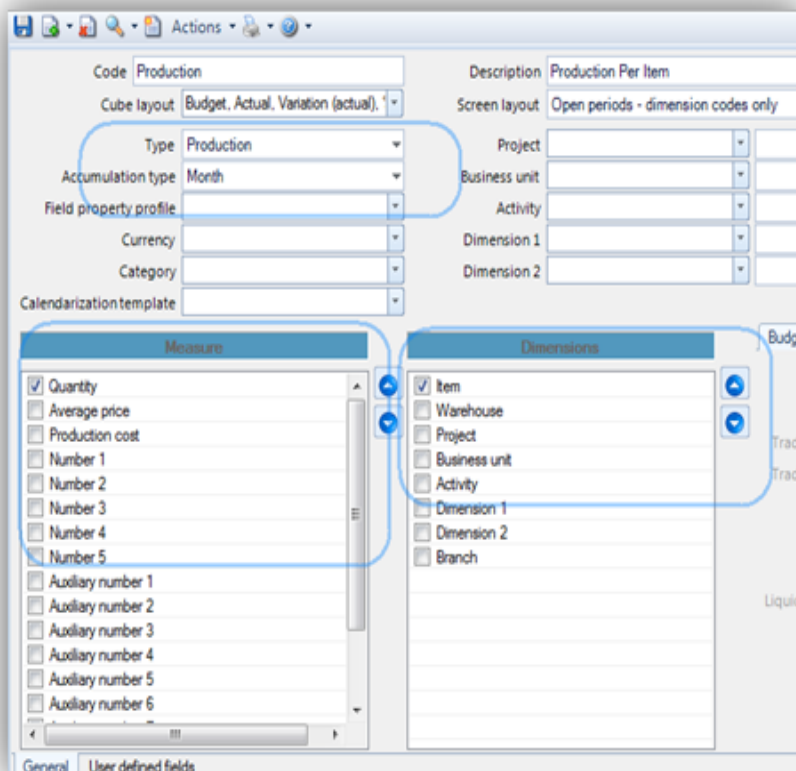 Actions
Code Production Description Production Per Item
Cube layout Budget, Actual, Variation (actual), Screen layout Open periods - dimension codes only
Type Production Project
Accumulation type Month Business unit
Field property profile Activity
Currency Dimension 1
Category Dimension 2
Calendarization template
Measure Dimensions Budg
Quantity Item
Average price Warehouse
Production cost Project
Number 1 Business unit
Number 2 Activity
Number 3 Dimension 1
Number 4 Dimension 2
Number 5 Branch
Auxiliary number 1
Auxiliary number 2
Auxiliary number 3
Auxiliary number 4
Auxiliary number 5
Auxiliary number 6
Trad
Trad
Liquid
General User defined fields